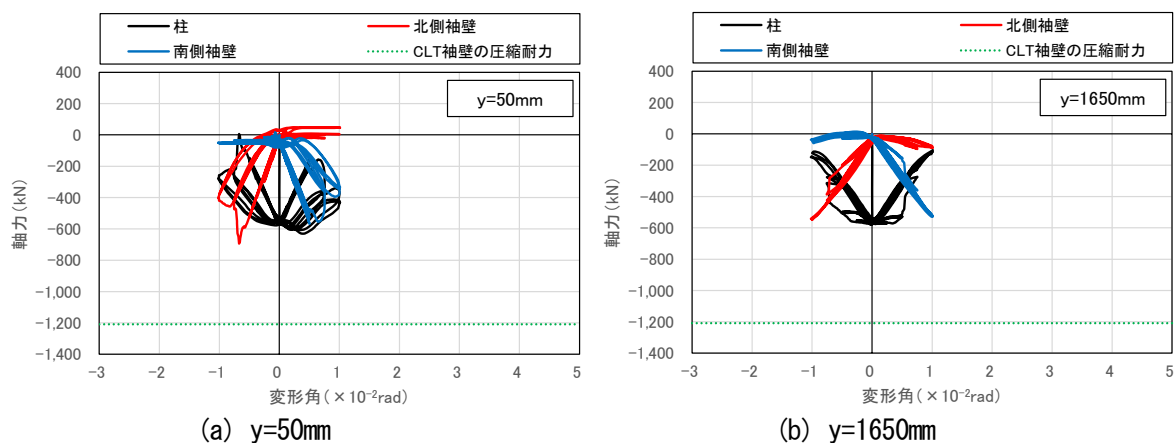 柱 北側袖壁
南側袖壁 CLT袖壁の圧縮耐力
y=50mm
400
200
0
-200
-400
-600
-800
-1,000
-1,200
-1,400
軸力(kN)
-3 -2 -1 0 1 2 3 4 5
変形角(×10⁻²rad)
(a) y=50mm
柱 北側袖壁
南側袖壁 CLT袖壁の圧縮耐力
y=1650mm
400
200
0
-200
-400
-600
-800
-1,000
-1,200
-1,400
軸力(kN)
-3 -2 -1 0 1 2 3 4 5
変形角(×10⁻²rad)
(b) y=1650mm